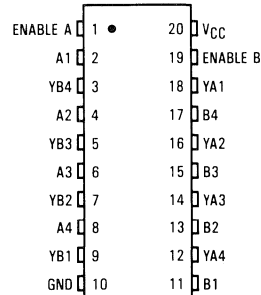 ENABLE A 1 20 VCC
A1 2 19 ENABLE B
YB4 3 18 YA1
A2 4 17 B4
YB3 5 16 YA2
A3 6 15 B3
YB2 7 14 YA3
A4 8 13 B2
YB1 9 12 YA4
GND 10 11 B1